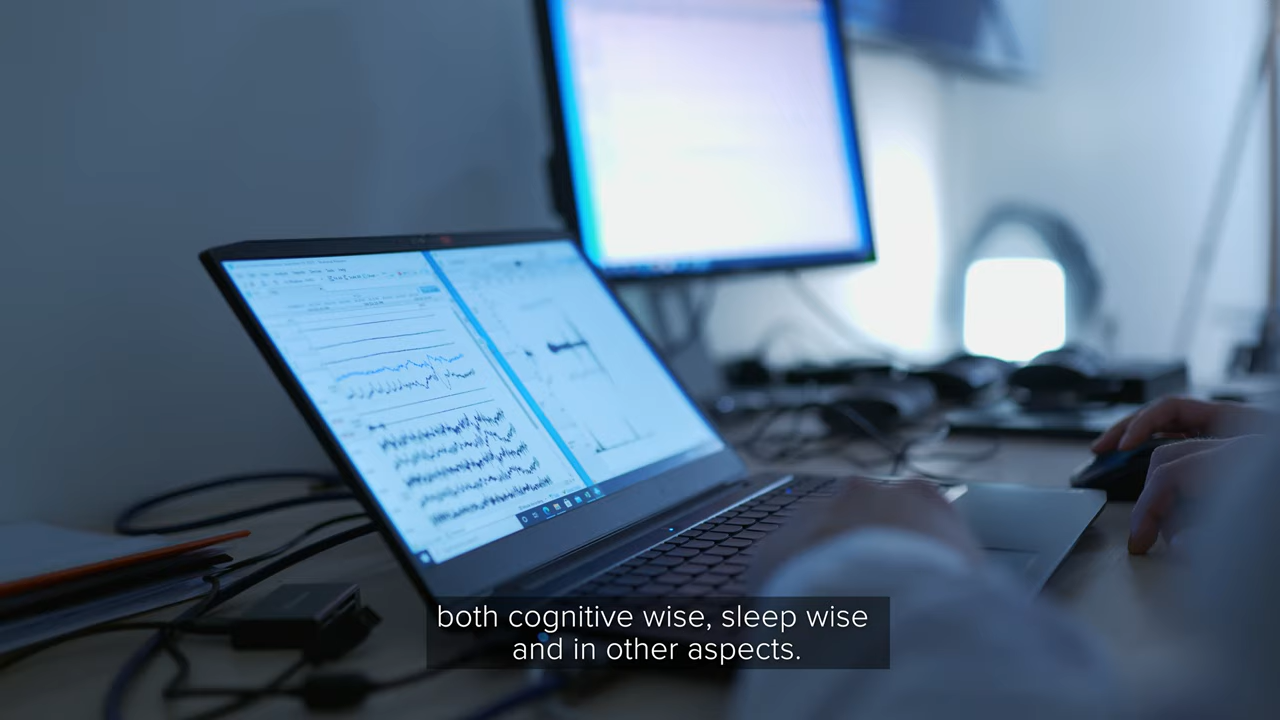 both cognitive wise, sleep wise
and in other aspects.